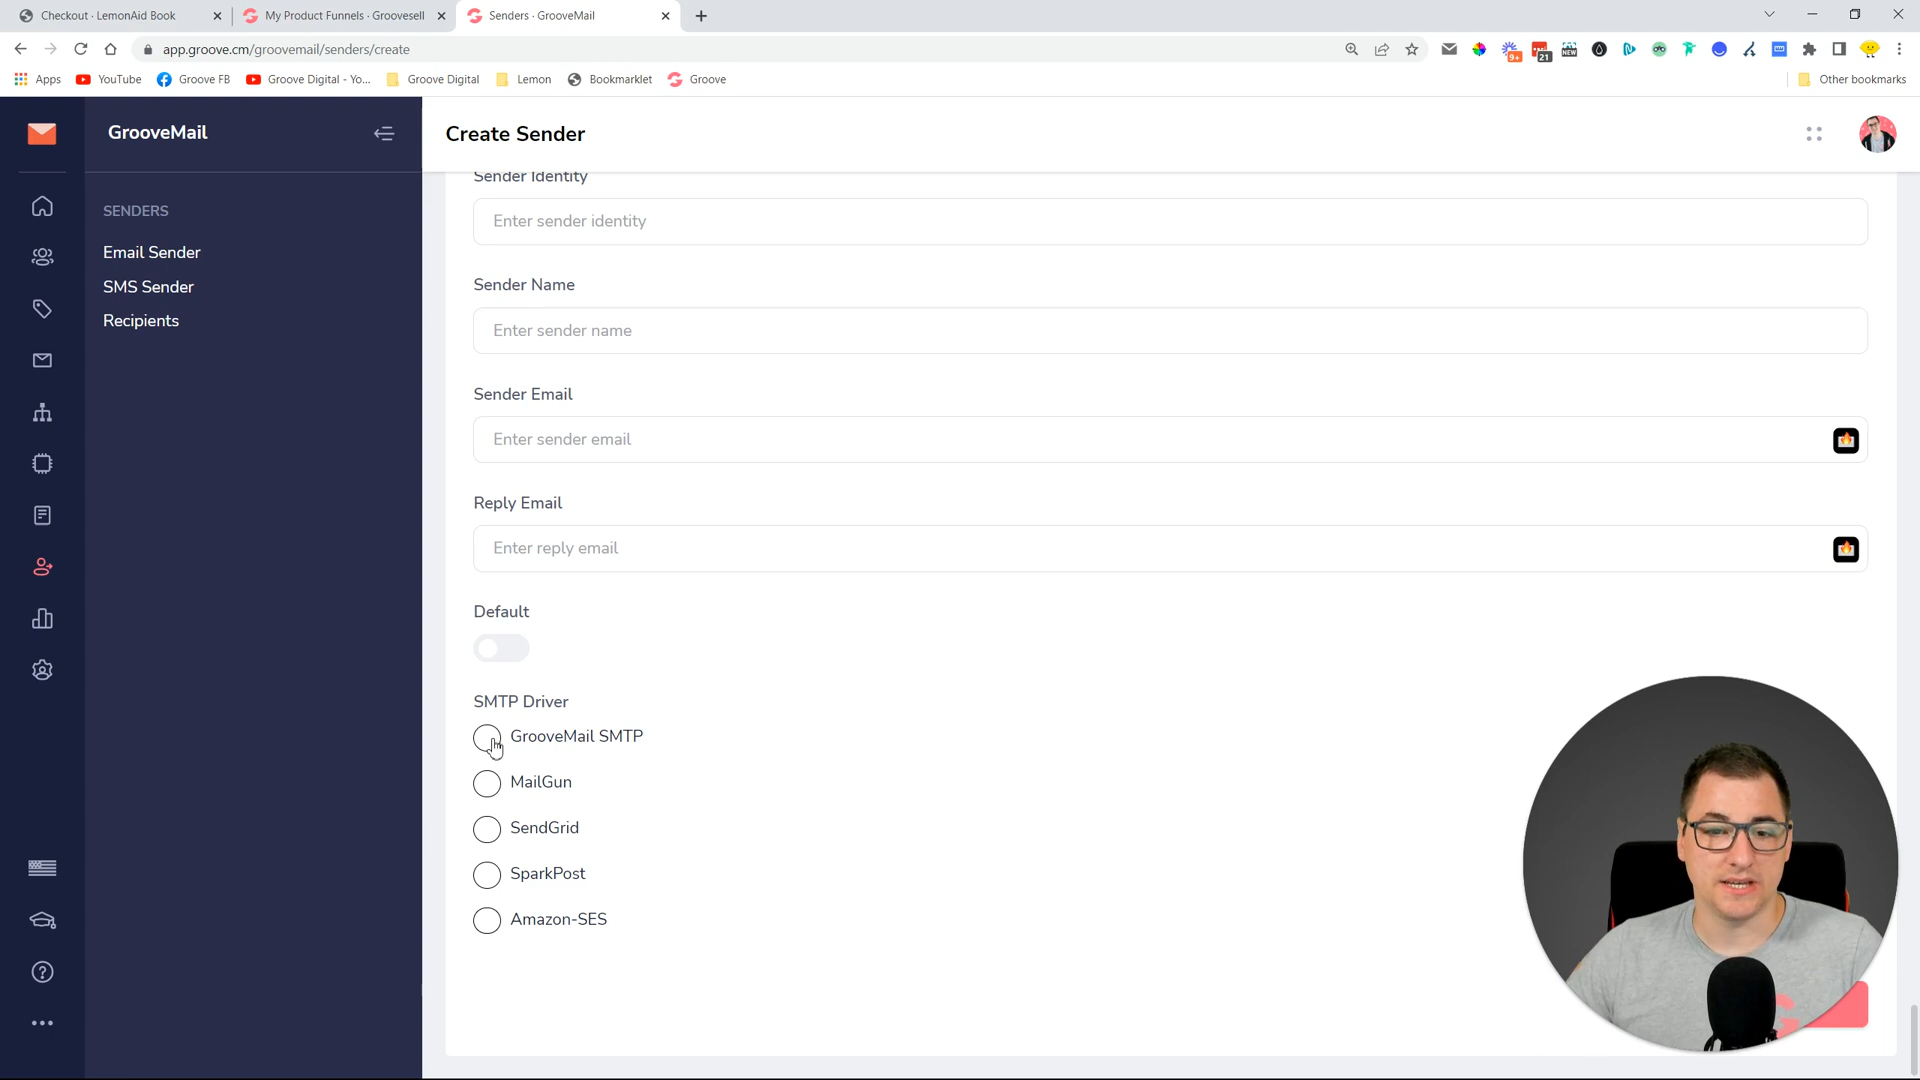 Checkout · LemonAid Book
My Product Funnels · Groovesell
Senders · GrooveMail
app.groove.cm/groovemail/senders/create
9+
21
NEW
Apps
YouTube
Groove FB
Groove Digital - Yo...
Groove Digital
Lemon
Bookmarklet
Groove
Other bookmarks
GrooveMail
Create Sender
SENDERS
Email Sender
SMS Sender
Recipients
Sender Identity
Enter sender identity
Sender Name
Enter sender name
Sender Email
Enter sender email
Reply Email
Enter reply email
Default
SMTP Driver
GrooveMail SMTP
MailGun
SendGrid
SparkPost
Amazon-SES